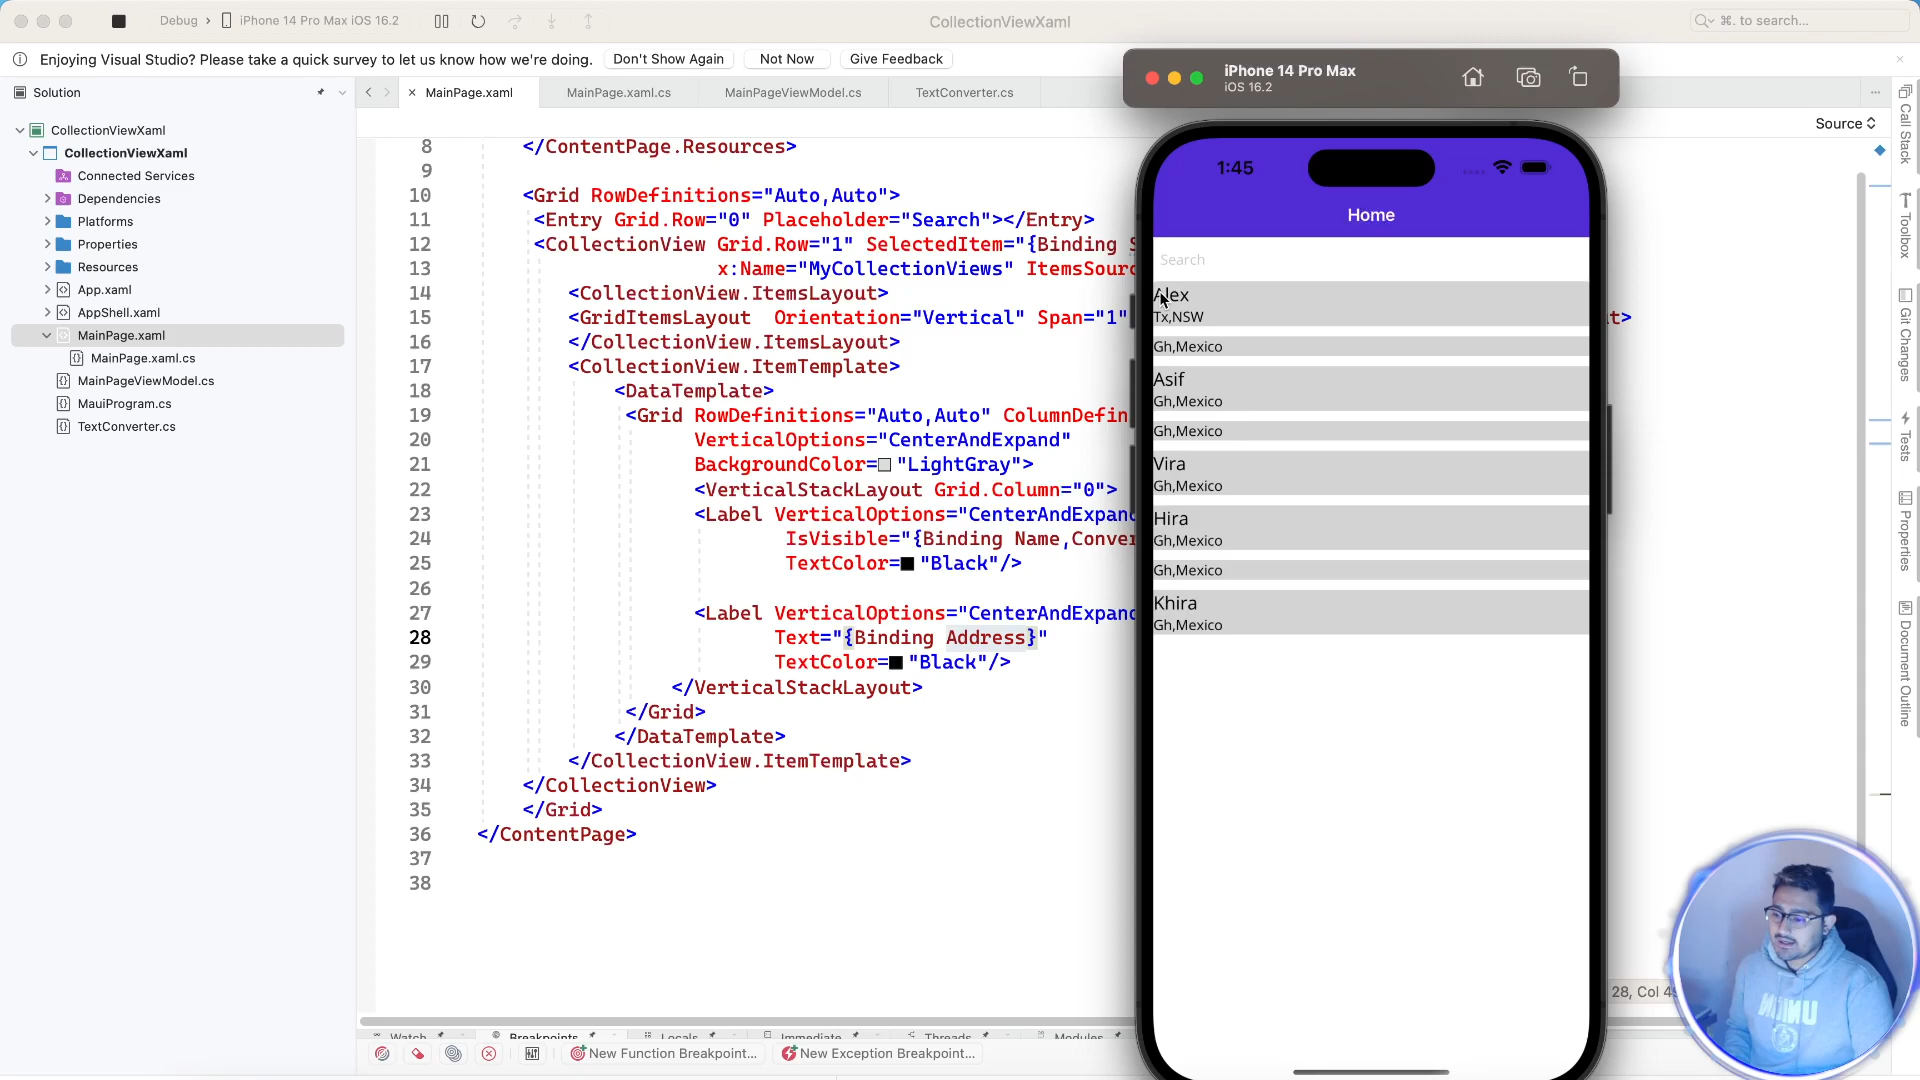 Debug › iPhone 14 Pro Max iOS 16.2
CollectionViewXaml
⌘. to search...
Enjoying Visual Studio? Please take a quick survey to let us know how we're doing.
Don't Show Again
Not Now
Give Feedback
Solution
CollectionViewXaml
CollectionViewXaml
Connected Services
Dependencies
Platforms
Properties
Resources
App.xaml
AppShell.xaml
MainPage.xaml
MainPage.xaml.cs
MainPageViewModel.cs
MauiProgram.cs
TextConverter.cs
MainPage.xaml
MainPage.xaml.cs
MainPageViewModel.cs
TextConverter.cs
Source
8 </ContentPage.Resources>
9
10 <Grid RowDefinitions="Auto,Auto">
11 <Entry Grid.Row="0" Placeholder="Search"></Entry>
12 <CollectionView Grid.Row="1" SelectedItem="{Binding
13 x:Name="MyCollectionViews"
14 <CollectionView.ItemsLayout>
15 <GridItemsLayout Orientation="Vertical" Span="1" t>
16 </CollectionView.ItemsLayout>
17 <CollectionView.ItemTemplate>
18 <DataTemplate>
19 <Grid RowDefinitions="Auto,Auto" ColumnDefin
20 VerticalOptions="CenterAndExpand"
21 BackgroundColor="LightGray">
22 <VerticalStackLayout Grid.Column="0">
23 <Label VerticalOptions="CenterAndExpand
24 IsVisible="{Binding Name,Conver
25 TextColor="Black"/>
26
27 <Label VerticalOptions="CenterAndExpand
28 Text="{Binding Address}"
29 TextColor="Black"/>
30 </VerticalStackLayout>
31 </Grid>
32 </DataTemplate>
33 </CollectionView.ItemTemplate>
34 </CollectionView>
35 </Grid>
36 </ContentPage>
37
38
iPhone 14 Pro Max
iOS 16.2
1:45
Home
Search
Alex
Tx,NSW
Gh,Mexico
Asif
Gh,Mexico
Gh,Mexico
Vira
Gh,Mexico
Hira
Gh,Mexico
Gh,Mexico
Khira
Gh,Mexico
Call Stack
Toolbox
Git Changes
Tests
Properties
Document Outline
28, Col
Watch
Breakpoints
Locals
Immediate
Threads
Modules
New Function Breakpoint...
New Exception Breakpoint...